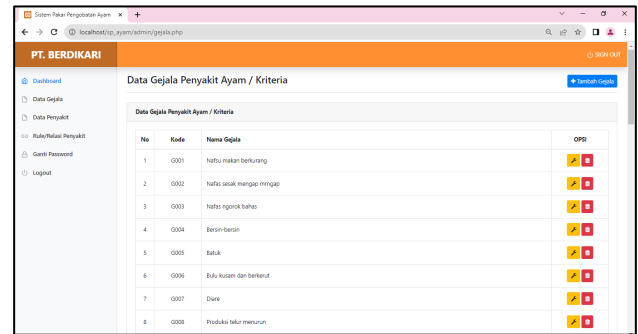 Sistem Pakar Pengobatan Ayam
localhost/sp_ayam/admin/gejala.php
PT. BERDIKARI
SIGN OUT
Dashboard
Data Gejala
Data Penyakit
Rule/Relasi Penyakit
Ganti Password
Logout
Data Gejala Penyakit Ayam / Kriteria
+ Tambah Gejala
Data Gejala Penyakit Ayam / Kriteria
No Kode Nama Gejala OPSI
1 G001 Nafsu makan berkurang
2 G002 Nafas sesak mengap mmgap
3 G003 Nafas ngorok bahas
4 G004 Bersin-bersin
5 G005 Batuk
6 G006 Bulu kusam dan berkerut
7 G007 Diare
8 G008 Produksi telur menurun